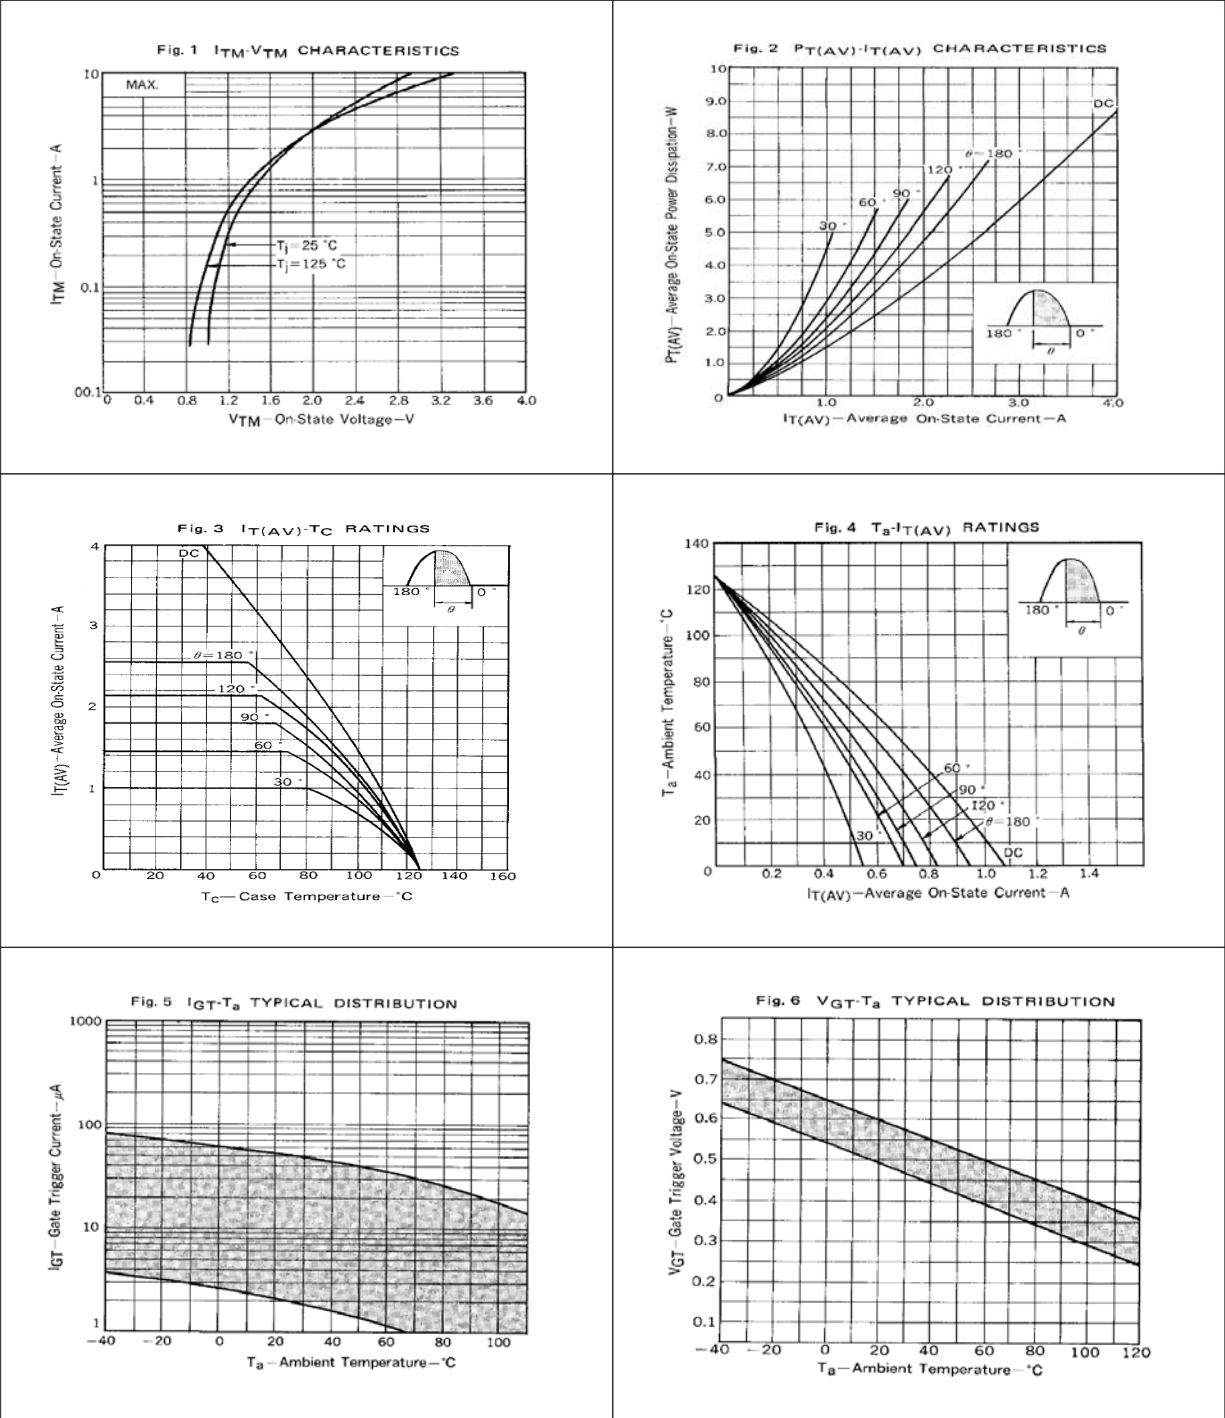 Fig. 1 ITM-VTM CHARACTERISTICS
10
MAX.
1
0.1
00.1
ITM—On-State Current—A
Tj=25 °C
Tj=125 °C
0 0.4 0.8 1.2 1.6 2.0 2.4 2.8 3.2 3.6 4.0
VTM—On-State Voltage—V
Fig. 2 PT(AV)-IT(AV) CHARACTERISTICS
10
9.0
8.0
7.0
6.0
5.0
4.0
3.0
2.0
1.0
0
PT(AV)—Average On-State Power Dissipation—W
DC
θ=180
120°
90°
60°
30°
180° 0°
θ
1.0 2.0 3.0 4.0
IT(AV)—Average On-State Current—A
Fig. 3 IT(AV)-TC RATINGS
4
3
2
1
0
IT(AV)—Average On-State Current—A
DC
θ=180°
120°
90°
60°
30°
180° 0°
θ
20 40 60 80 100 120 140 160
TC—Case Temperature—°C
Fig. 4 Ta-IT(AV) RATINGS
140
120
100
80
60
40
20
0
Ta—Ambient Temperature—°C
180° 0°
θ
60°
90°
120°
θ=180°
30°
DC
0.2 0.4 0.6 0.8 1.0 1.2 1.4
IT(AV)—Average On-State Current—A
Fig. 5 IGT-Ta TYPICAL DISTRIBUTION
1000
100
10
1
IGT—Gate Trigger Current—μA
−40 −20 0 20 40 60 80 100
Ta—Ambient Temperature—°C
Fig. 6 VGT-Ta TYPICAL DISTRIBUTION
0.8
0.7
0.6
0.5
0.4
0.3
0.2
0.1
VGT—Gate Trigger Voltage—V
−40 −20 0 20 40 60 80 100 120
Ta—Ambient Temperature—°C